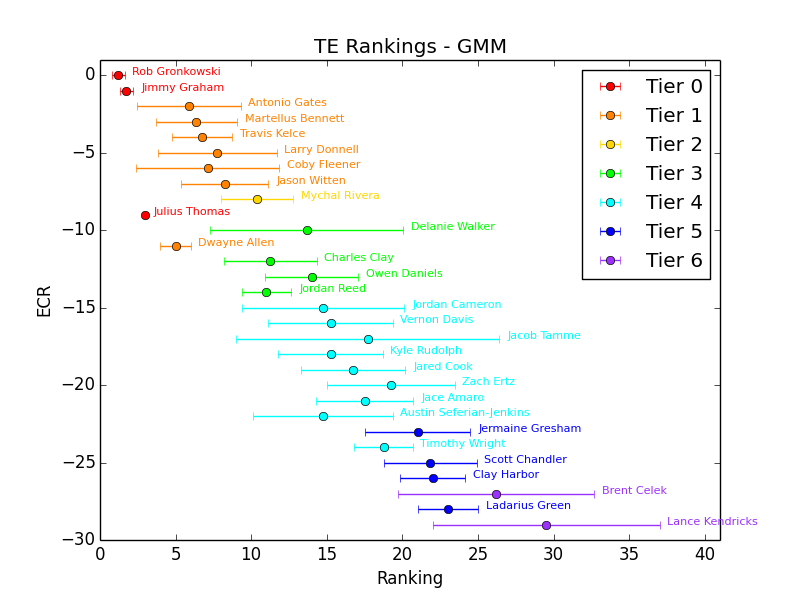 TE Rankings - GMM
Rob Gronkowski
Jimmy Graham
Antonio Gates
Martellus Bennett
Travis Kelce
Larry Donnell
Coby Fleener
Jason Witten
Mychal Rivera
Julius Thomas
Delanie Walker
Dwayne Allen
Charles Clay
Owen Daniels
Jordan Reed
Jordan Cameron
Vernon Davis
Jacob Tamme
Kyle Rudolph
Jared Cook
Zach Ertz
Jace Amaro
Austin Seferian-Jenkins
Jermaine Gresham
Timothy Wright
Scott Chandler
Clay Harbor
Brent Celek
Ladarius Green
Lance Kendricks
Tier 0
Tier 1
Tier 2
Tier 3
Tier 4
Tier 5
Tier 6
ECR
0
−5
−10
−15
−20
−25
−30
0 5 10 15 20 25 30 35 40
Ranking